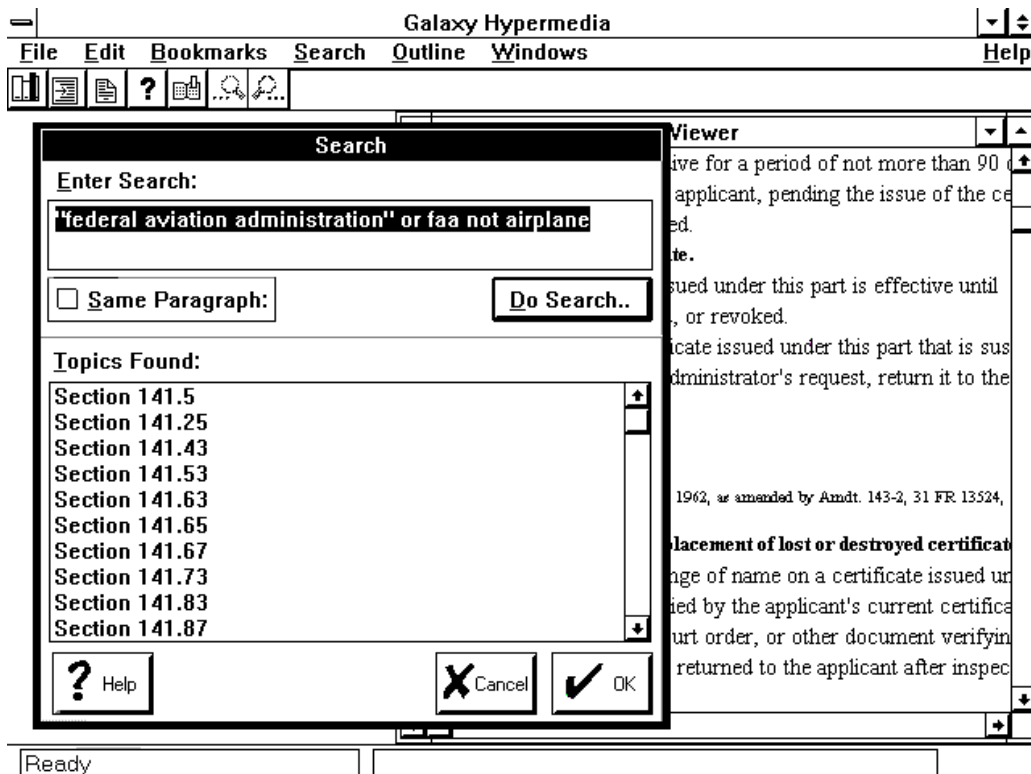 Galaxy Hypermedia
File Edit Bookmarks Search Outline Windows Help
Search
Enter Search:
"federal aviation administration" or faa not airplane
Same Paragraph:
Do Search..
Topics Found:
Section 141.5
Section 141.25
Section 141.43
Section 141.53
Section 141.63
Section 141.65
Section 141.67
Section 141.73
Section 141.83
Section 141.87
Help
Cancel
OK
Viewer
ive for a period of not more than 90
applicant, pending the issue of the ce
ed.
te.
sued under this part is effective until
, or revoked.
icate issued under this part that is sus
dministrator's request, return it to the
1962, as amended by Amdt. 143-2, 31 FR 13524,
lacement of lost or destroyed certificat
nge of name on a certificate issued un
ied by the applicant's current certifica
urt order, or other document verifyin
returned to the applicant after inspec
Ready